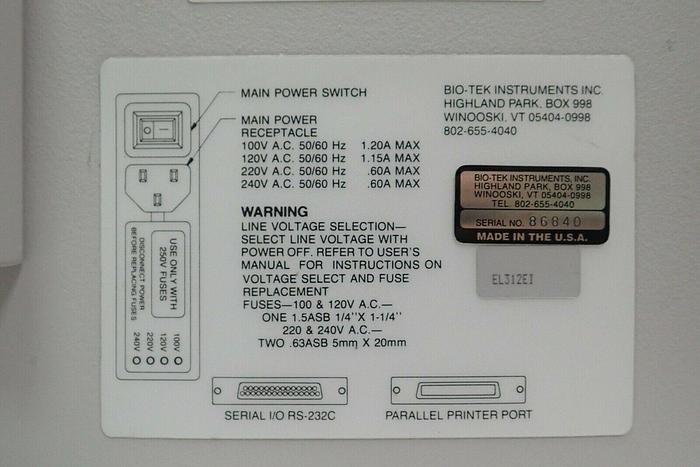 MAIN POWER SWITCH
MAIN POWER
RECEPTACLE
100V A.C. 50/60 Hz 1.20A MAX
120V A.C. 50/60 Hz 1.15A MAX
220V A.C. 50/60 Hz .60A MAX
240V A.C. 50/60 Hz .60A MAX
WARNING
LINE VOLTAGE SELECTION—
SELECT LINE VOLTAGE WITH
POWER OFF. REFER TO USER'S
MANUAL FOR INSTRUCTIONS ON
VOLTAGE SELECT AND FUSE
REPLACEMENT
FUSES—100 & 120V A.C.—
ONE 1.5ASB 1/4"X 1-1/4"
220 & 240V A.C.—
TWO .63ASB 5mm X 20mm
USE ONLY WITH
250V FUSES
DISCONNECT POWER
BEFORE REPLACING FUSES
100V
120V
220V
240V
SERIAL I/O RS-232C
PARALLEL PRINTER PORT
BIO-TEK INSTRUMENTS INC.
HIGHLAND PARK, BOX 998
WINOOSKI, VT 05404-0998
802-655-4040
BIO-TEK INSTRUMENTS, INC.
HIGHLAND PARK, BOX 998
WINOOSKI, VT 05404-0998
TEL. 802-655-4040
SERIAL NO. 86840
MADE IN THE U.S.A.
EL312EI